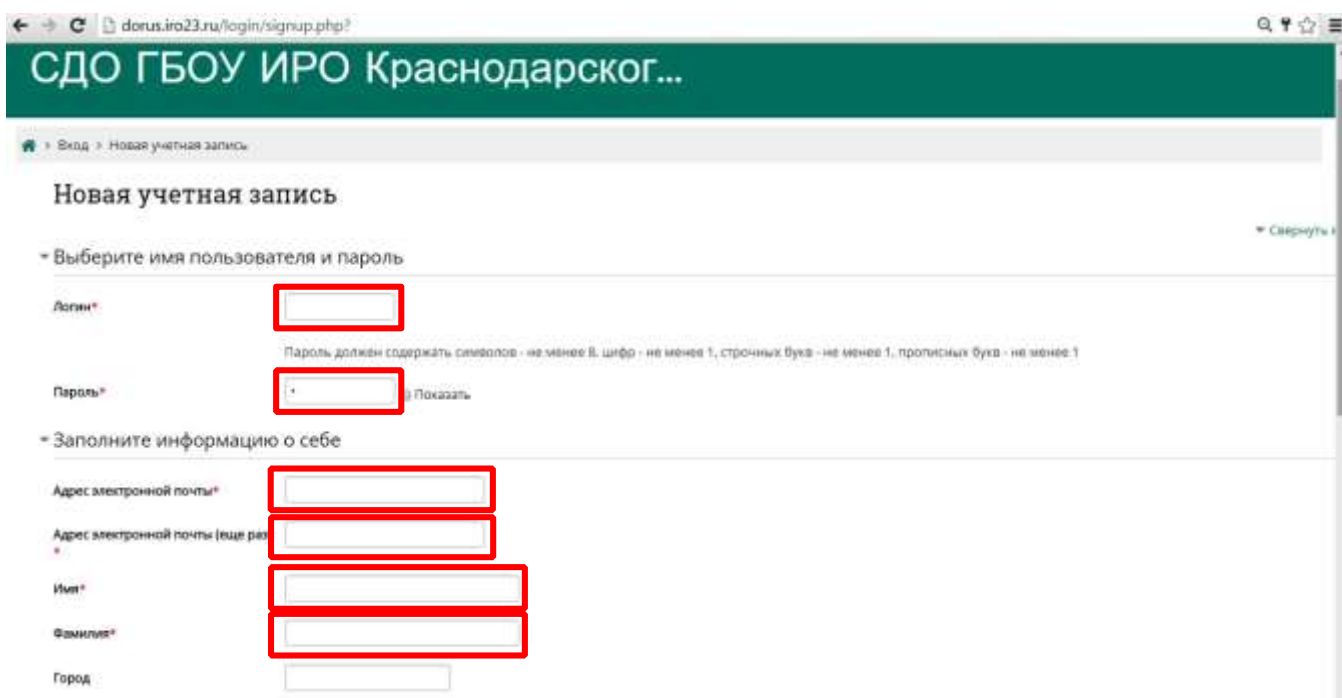 dorus.iro23.ru/login/signup.php?
СДО ГБОУ ИРО Краснодарског...
Вход > Новая учетная запись
Новая учетная запись
Свернуть
Выберите имя пользователя и пароль
Логин*
Пароль должен содержать символов - не менее 8, цифр - не менее 1, строчных букв - не менее 1, прописных букв - не менее 1
Пароль*
Показать
Заполните информацию о себе
Адрес электронной почты*
Адрес электронной почты (еще раз
*
Имя*
Фамилия*
Город